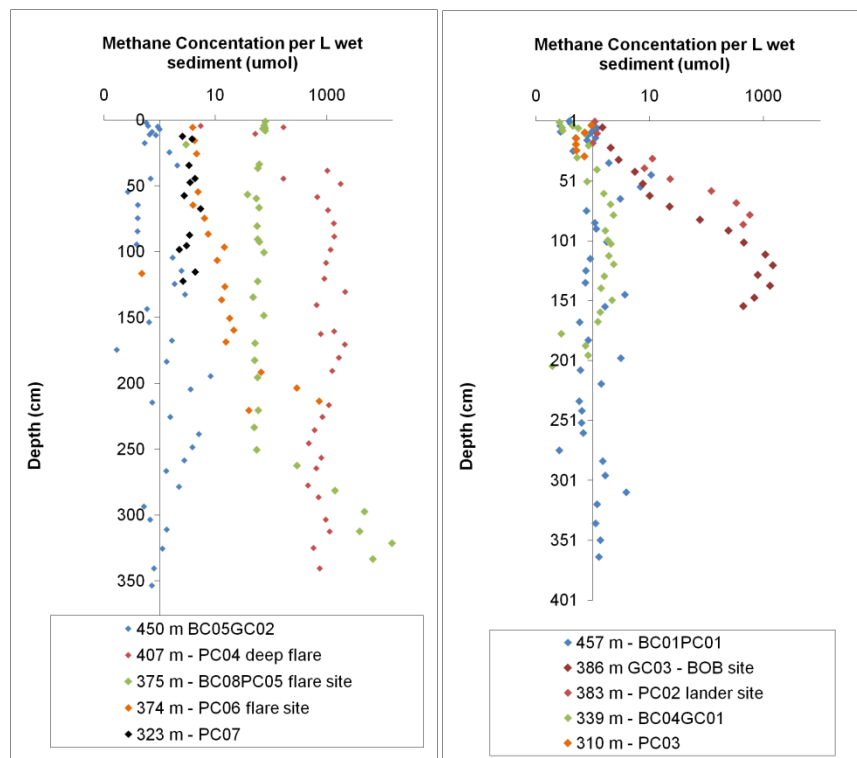 Methane Concentation per L wet
sediment (umol)
0
10
1000
0
50
100
150
200
250
300
350
Depth (cm)
450 m BC05GC02
407 m - PC04 deep flare
375 m - BC08PC05 flare site
374 m - PC06 flare site
323 m - PC07
Methane Concentation per L wet
sediment (umol)
0
10
1000
1
51
101
151
201
251
301
351
401
Depth (cm)
457 m - BC01PC01
386 m GC03 - BOB site
383 m - PC02 lander site
339 m - BC04GC01
310 m - PC03